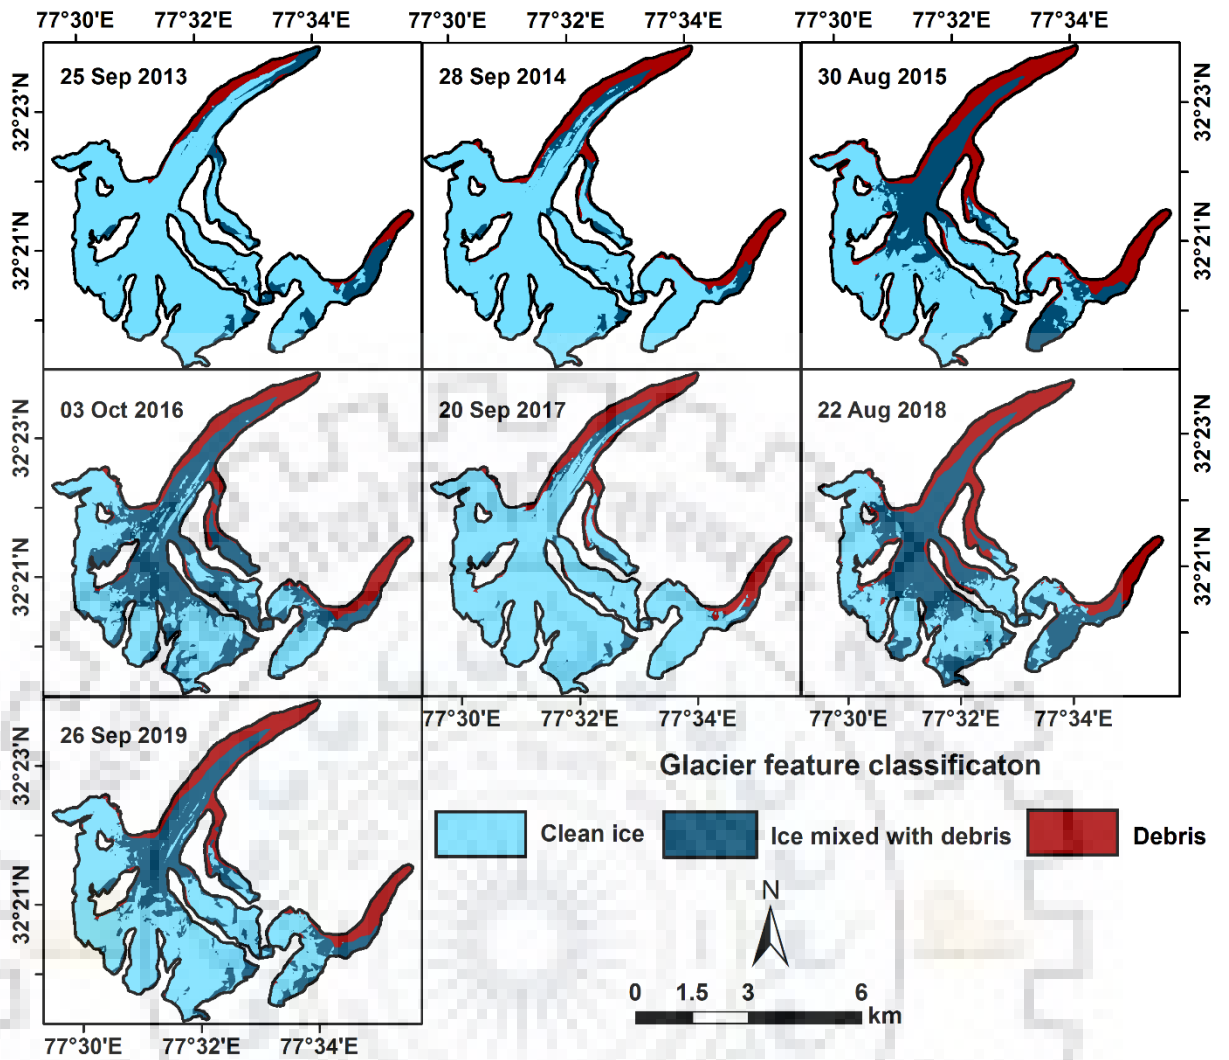 77°30'E 77°32'E 77°34'E 77°30'E 77°32'E 77°34'E 77°30'E 77°32'E 77°34'E
25 Sep 2013 28 Sep 2014 30 Aug 2015
32°23'N 32°23'N
32°21'N 32°21'N
03 Oct 2016 20 Sep 2017 22 Aug 2018
32°23'N 32°23'N
32°21'N 32°21'N
77°30'E 77°32'E 77°34'E 77°30'E 77°32'E 77°34'E
26 Sep 2019
32°23'N
Glacier feature classificaton
Clean ice Ice mixed with debris Debris
32°21'N
N
0 1.5 3 6
km
77°30'E 77°32'E 77°34'E